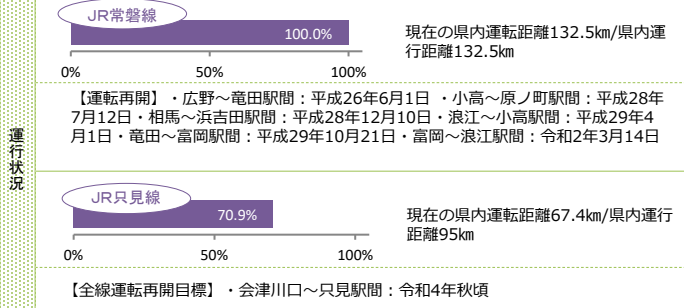 運行状況
JR常磐線
100.0%
0% 50% 100%
現在の県内運転距離132.5㎞/県内運
行距離132.5㎞
【運転再開】・広野～竜田駅間：平成26年6月1日 ・小高～原ノ町駅間：平成28年
7月12日・相馬～浜吉田駅間：平成28年12月10日・浪江～小高駅間：平成29年4
月1日・竜田～富岡駅間：平成29年10月21日・富岡～浪江駅間：令和2年3月14日
JR只見線
70.9%
0% 50% 100%
現在の県内運転距離67.4㎞/県内運行
距離95㎞
【全線運転再開目標】・会津川口～只見駅間：令和4年秋頃